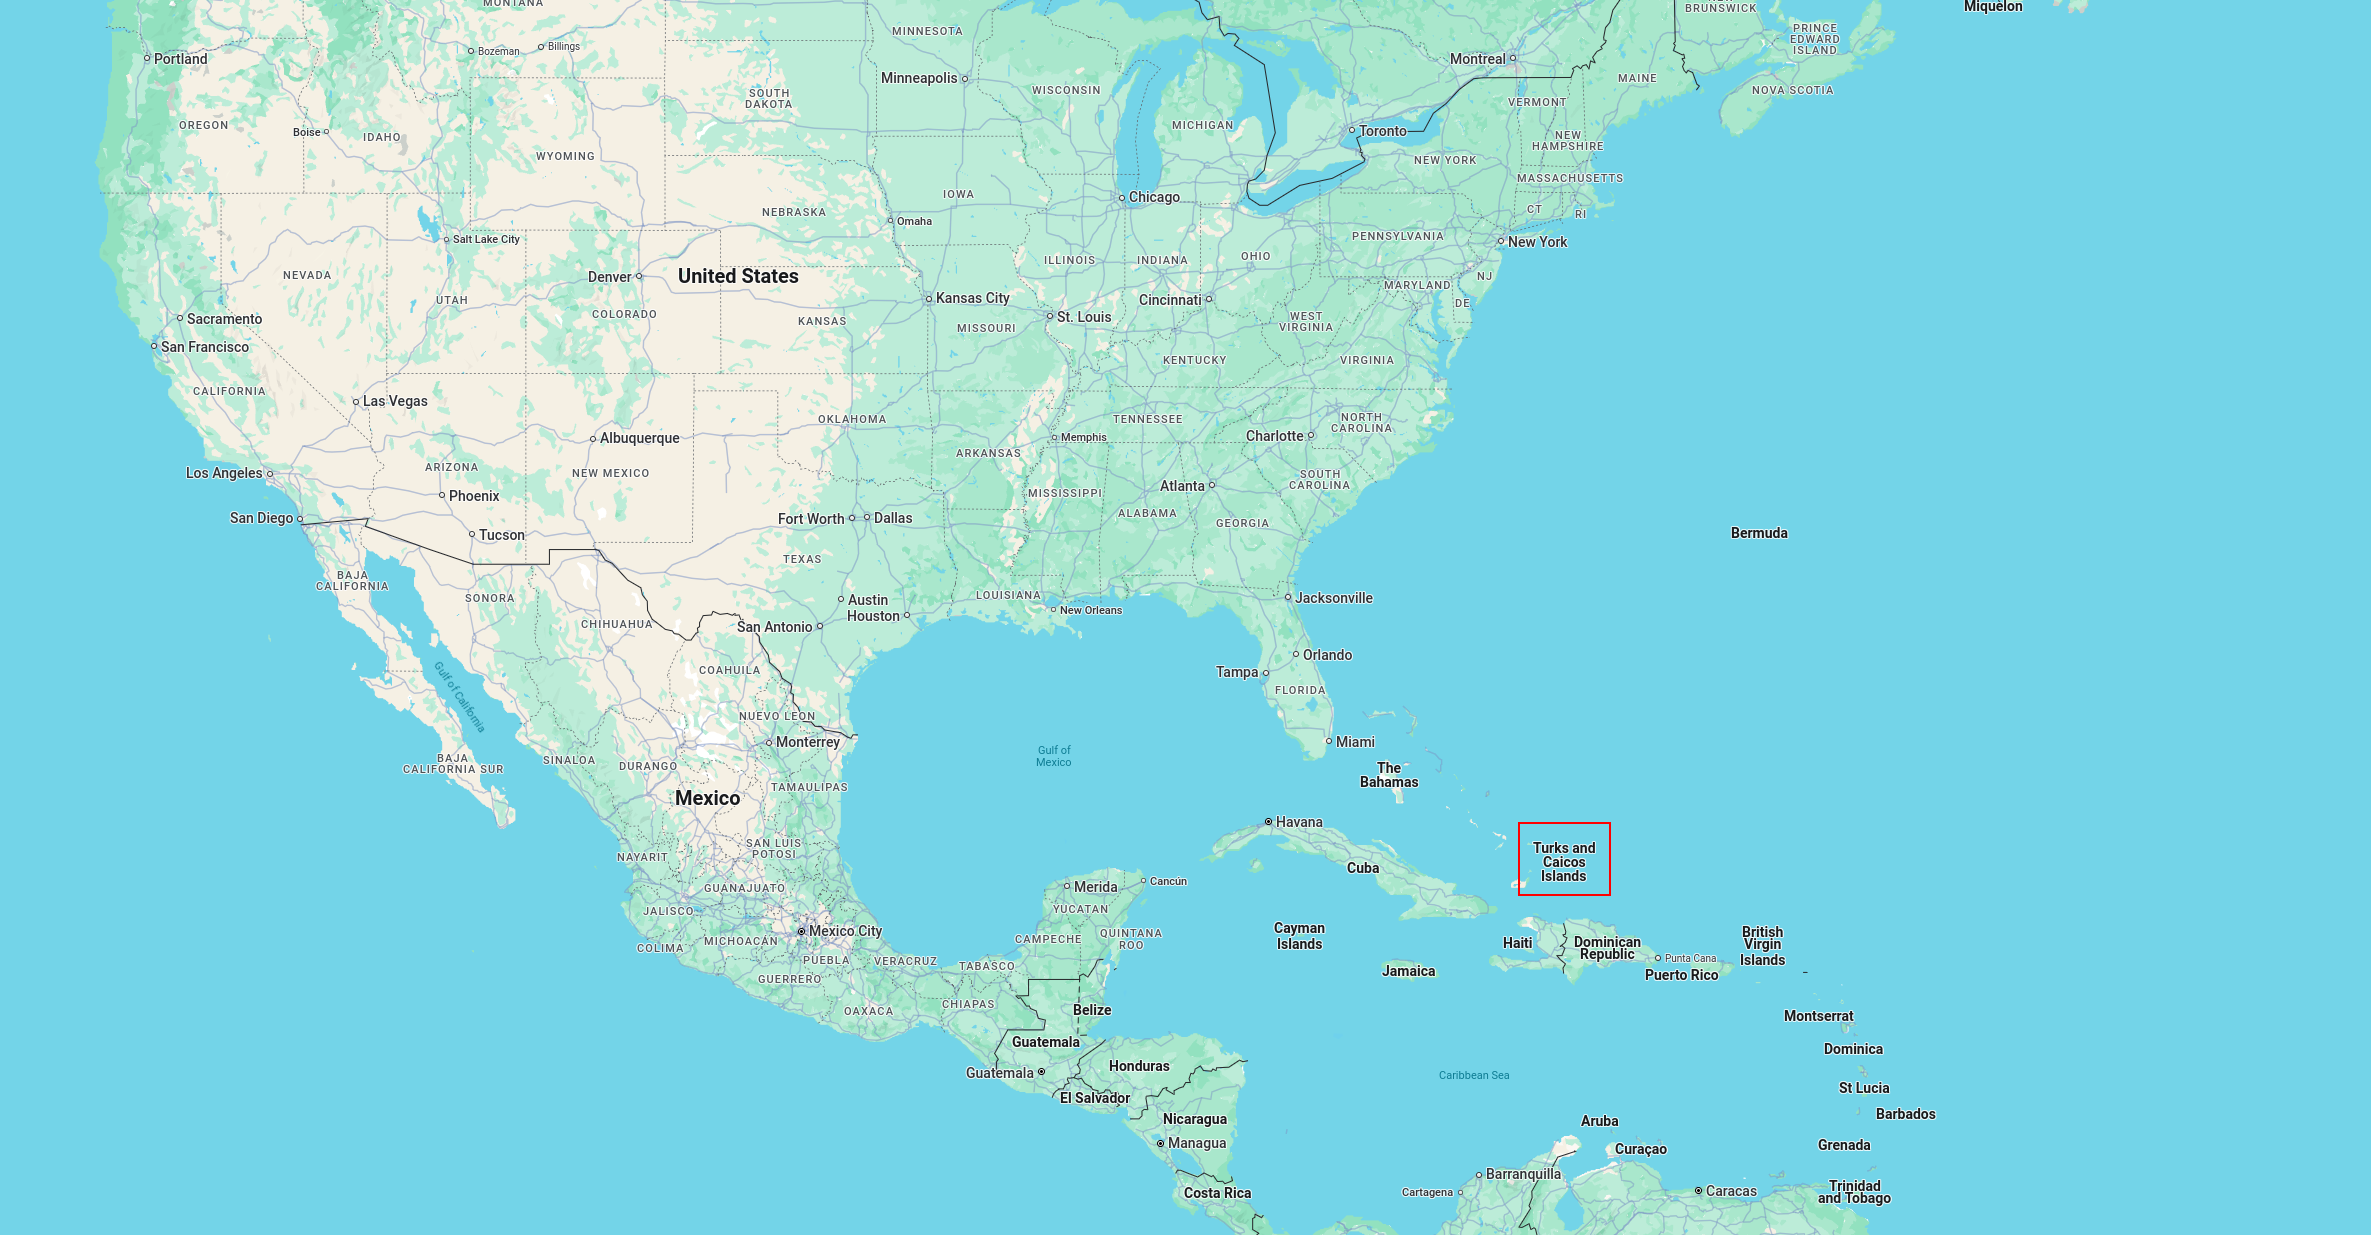 MONTANA
Miquelon
BRUNSWICK
PRINCE
EDWARD
ISLAND
MINNESOTA
Bozeman
Billings
Portland
Montreal
Minneapolis
MAINE
WISCONSIN
NOVA SCOTIA
SOUTH
DAKOTA
VERMONT
OREGON
Boise
IDAHO
MICHIGAN
Toronto
NEW
HAMPSHIRE
WYOMING
NEW YORK
MASSACHUSETTS
IOWA
Chicago
NEBRASKA
CT
RI
Omaha
Salt Lake City
PENNSYLVANIA
New York
NEVADA
Denver
United States
ILLINOIS
INDIANA
OHIO
NJ
MARYLAND
UTAH
Kansas City
Cincinnati
DE
COLORADO
Sacramento
KANSAS
MISSOURI
St. Louis
WEST
VIRGINIA
San Francisco
KENTUCKY
VIRGINIA
CALIFORNIA
Las Vegas
OKLAHOMA
TENNESSEE
NORTH
CAROLINA
Albuquerque
Memphis
Charlotte
ARIZONA
NEW MEXICO
ARKANSAS
Los Angeles
SOUTH
CAROLINA
Phoenix
MISSISSIPPI
Atlanta
San Diego
Fort Worth
Dallas
ALABAMA
GEORGIA
Tucson
Bermuda
TEXAS
BAJA
CALIFORNIA
SONORA
Austin
LOUISIANA
Jacksonville
Houston
New Orleans
CHIHUAHUA
San Antonio
Orlando
COAHUILA
Tampa
Gulf of California
FLORIDA
NUEVO LEON
Monterrey
Miami
Gulf of
Mexico
BAJA
CALIFORNIA SUR
SINALOA
DURANGO
The
Bahamas
TAMAULIPAS
Mexico
Havana
SAN LUIS
POTOSI
NAYARIT
Turks and
Caicos
Islands
Cuba
GUANAJUATO
Merida
Cancún
JALISCO
YUCATAN
Mexico City
Cayman
Islands
COLIMA
MICHOACÁN
CAMPECHE
QUINTANA
ROO
Haiti
Dominican
Republic
British
Virgin
Islands
PUEBLA
VERACRUZ
TABASCO
Punta Cana
Jamaica
Puerto Rico
GUERRERO
CHIAPAS
OAXACA
Belize
Montserrat
Guatemala
Dominica
Guatemala
Honduras
Caribbean Sea
St Lucia
El Salvador
Nicaragua
Barbados
Aruba
Managua
Curaçao
Grenada
Barranquilla
Costa Rica
Cartagena
Caracas
Trinidad
and Tobago